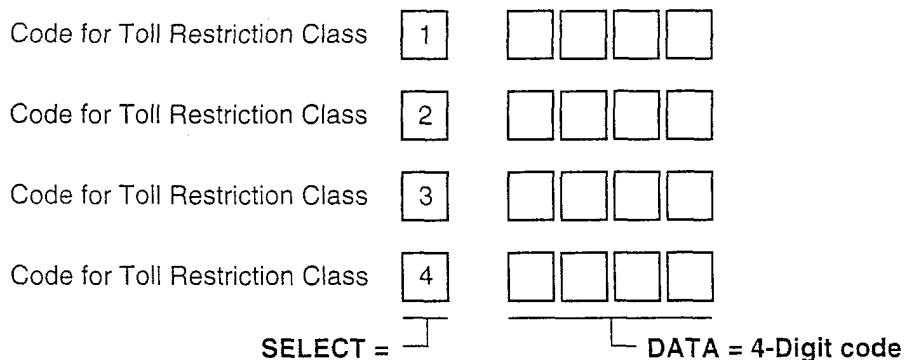 Code for Toll Restriction Class 1
Code for Toll Restriction Class 2
Code for Toll Restriction Class 3
Code for Toll Restriction Class 4
SELECT = DATA = 4-Digit code